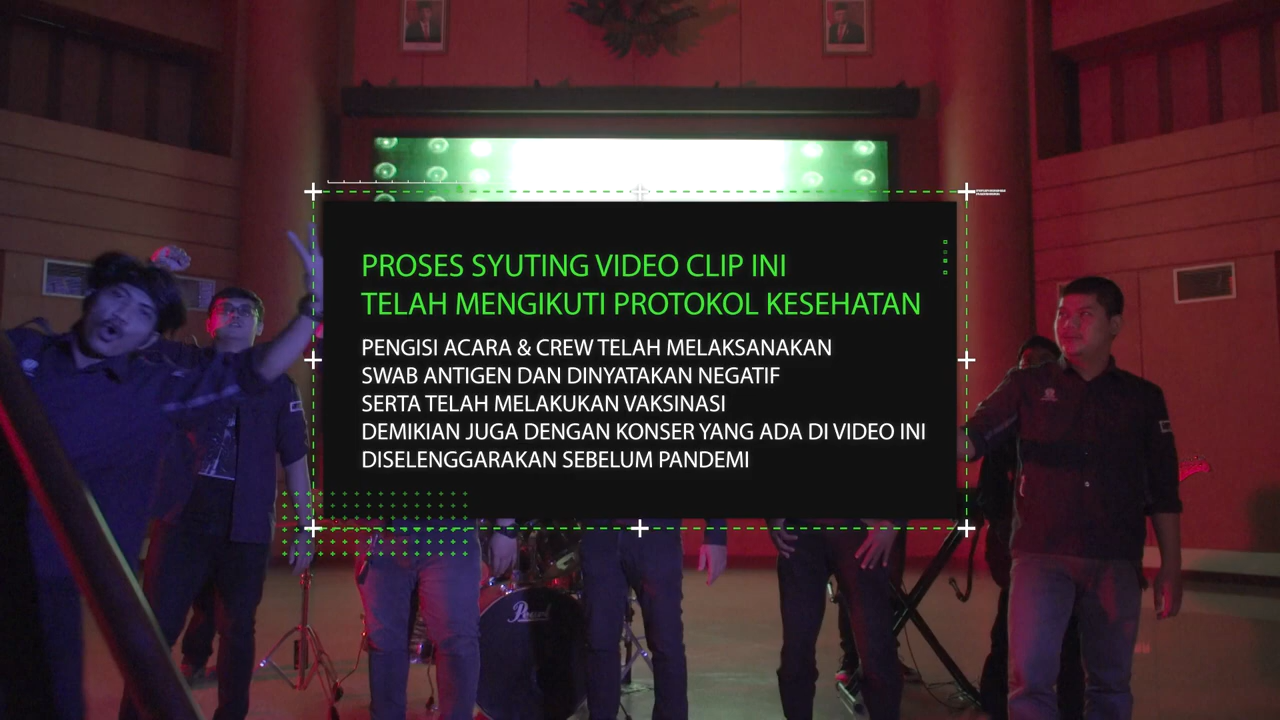 PROSES SYUTING VIDEO CLIP INI
TELAH MENGIKUTI PROTOKOL KESEHATAN
PENGISI ACARA & CREW TELAH MELAKSANAKAN
SWAB ANTIGEN DAN DINYATAKAN NEGATIF
SERTA TELAH MELAKUKAN VAKSINASI
DEMIKIAN JUGA DENGAN KONSER YANG ADA DI VIDEO INI
DISELENGGARAKAN SEBELUM PANDEMI
Pearl